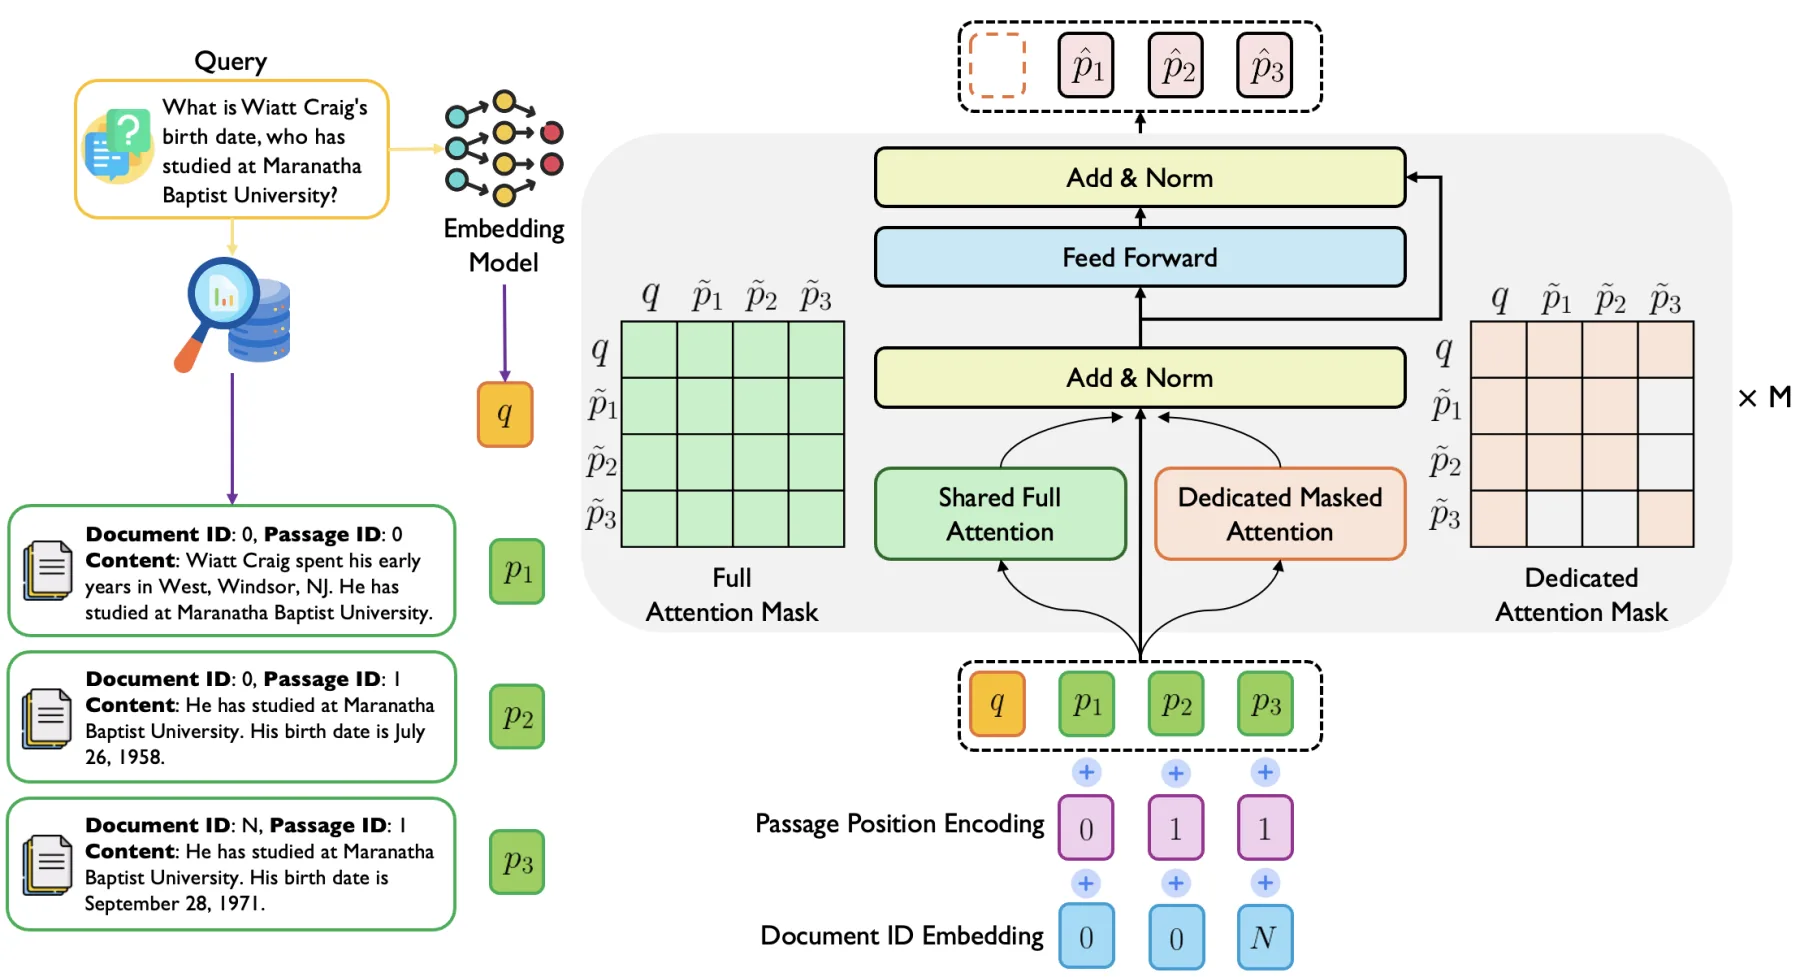 Query
What is Wiatt Craig's
birth date, who has
studied at Maranatha
Baptist University?
Embedding
Model
q
Document ID: 0, Passage ID: 0
Content: Wiatt Craig spent his early
years in West, Windsor, NJ. He has
studied at Maranatha Baptist University.
p₁
Document ID: 0, Passage ID: 1
Content: He has studied at Maranatha
Baptist University. His birth date is July
26, 1958.
p₂
Document ID: N, Passage ID: 1
Content: He has studied at Maranatha
Baptist University. His birth date is
September 28, 1971.
p₃
p̂₁ p̂₂ p̂₃
Add & Norm
Feed Forward
Add & Norm
Shared Full
Attention
Dedicated Masked
Attention
q p̃₁ p̃₂ p̃₃
q
p̃₁
p̃₂
p̃₃
Full
Attention Mask
q p̃₁ p̃₂ p̃₃
q
p̃₁
p̃₂
p̃₃
Dedicated
Attention Mask
× M
q p₁ p₂ p₃
+ + +
Passage Position Encoding 0 1 1
+ + +
Document ID Embedding 0 0 N